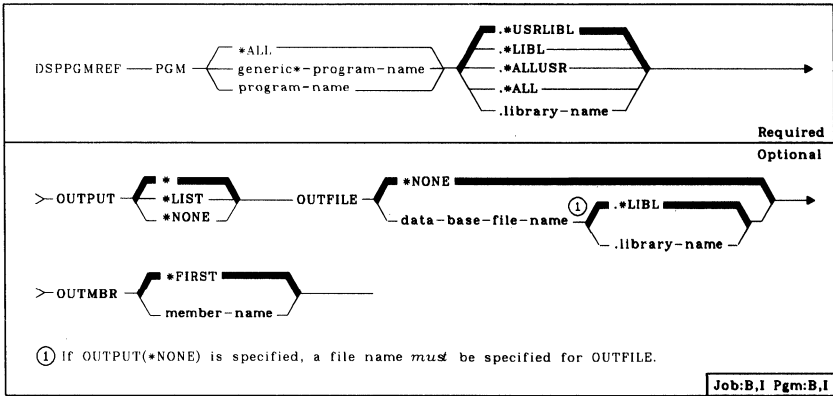 .*USRLIBL
*ALL .*LIBL
DSPPGMREF PGM generic*-program-name .*ALLUSR
program-name .*ALL
.library-name
Required
Optional
* *NONE
OUTPUT *LIST OUTFILE ① .*LIBL
*NONE data-base-file-name
.library-name
*FIRST
OUTMBR
member-name
① If OUTPUT(*NONE) is specified, a file name must be specified for OUTFILE.
Job:B,I Pgm:B,I